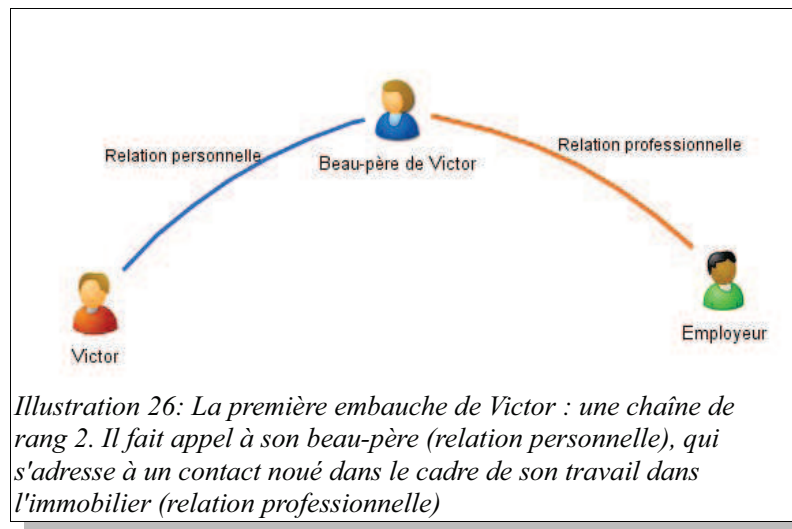 Relation personnelle
Beau-père de Victor
Relation professionnelle
Victor
Employeur
Illustration 26: La première embauche de Victor : une chaîne de
rang 2. Il fait appel à son beau-père (relation personnelle), qui
s'adresse à un contact noué dans le cadre de son travail dans
l'immobilier (relation professionnelle)